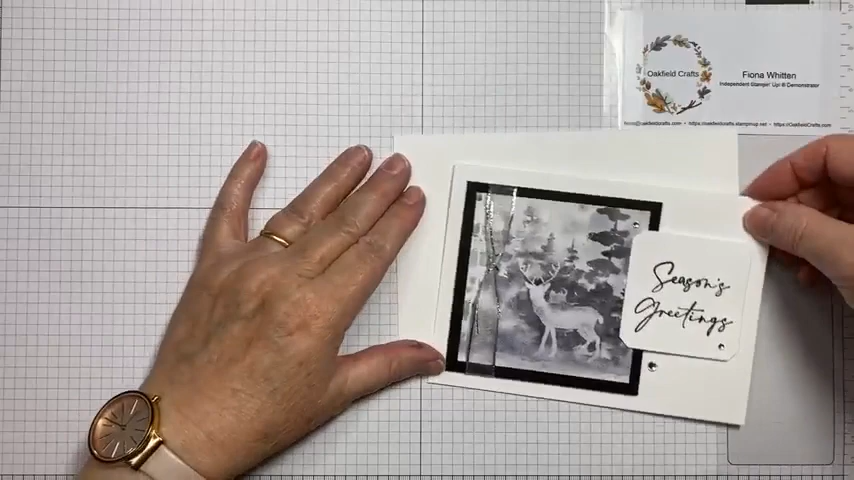 Oakfield Crafts
Fiona Whitten
Independent Stampin' Up!® Demonstrator
Season's
Greetings